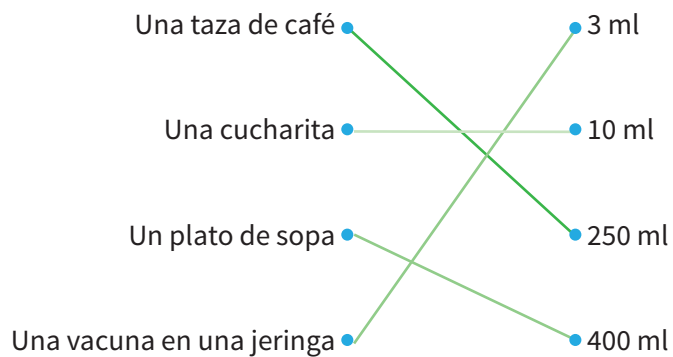 Una taza de café 3 ml
Una cucharita 10 ml
Un plato de sopa 250 ml
Una vacuna en una jeringa 400 ml